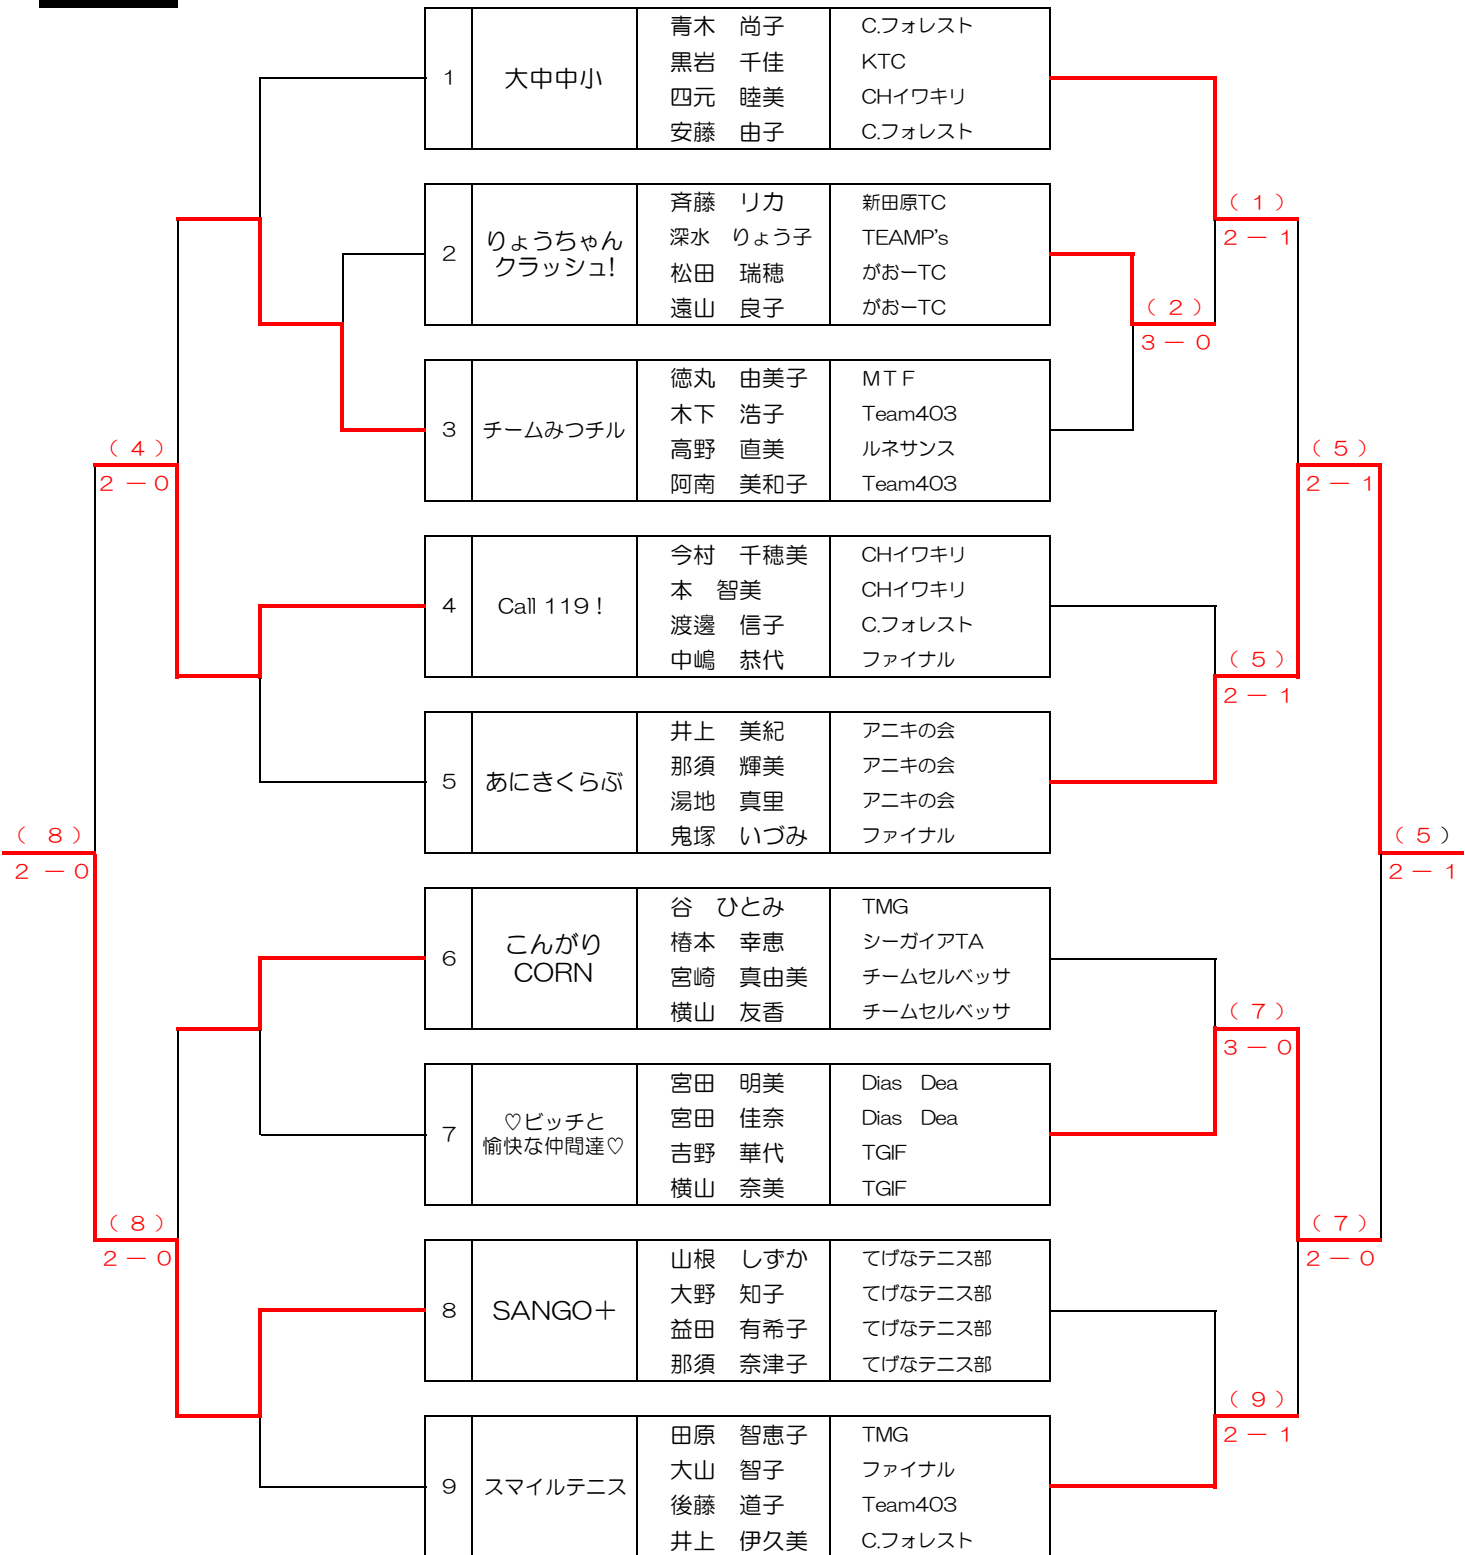 1
大中中小
青木　尚子　C.フォレスト
黒岩　千佳　KTC
四元　睦美　CHイワキリ
安藤　由子　C.フォレスト
2
りょうちゃん
クラッシュ!
斉藤　リカ　新田原TC
深水　りょう子　TEAMP's
松田　瑞穂　がおーTC
遠山　良子　がおーTC
(1)
2－1
(2)
3－0
3
チームみつチル
徳丸　由美子　MTF
木下　浩子　Team403
高野　直美　ルネサンス
阿南　美和子　Team403
(4)
2－0
(5)
2－1
4
Call 119！
今村　千穂美　CHイワキリ
本　智美　CHイワキリ
渡邊　信子　C.フォレスト
中嶋　恭代　ファイナル
(5)
2－1
5
あにきくらぶ
井上　美紀　アニキの会
那須　輝美　アニキの会
湯地　真里　アニキの会
鬼塚　いづみ　ファイナル
(8)
2－0
(5)
2－1
6
こんがり
CORN
谷　ひとみ　TMG
椿本　幸恵　シーガイアTA
宮崎　真由美　チームセルベッサ
横山　友香　チームセルベッサ
(7)
3－0
7
♡ビッチと
愉快な仲間達♡
宮田　明美　Dias　Dea
宮田　佳奈　Dias　Dea
吉野　華代　TGIF
横山　奈美　TGIF
(8)
2－0
(7)
2－0
8
SANGO＋
山根　しずか　てげなテニス部
大野　知子　てげなテニス部
益田　有希子　てげなテニス部
那須　奈津子　てげなテニス部
(9)
2－1
9
スマイルテニス
田原　智恵子　TMG
大山　智子　ファイナル
後藤　道子　Team403
井上　伊久美　C.フォレスト